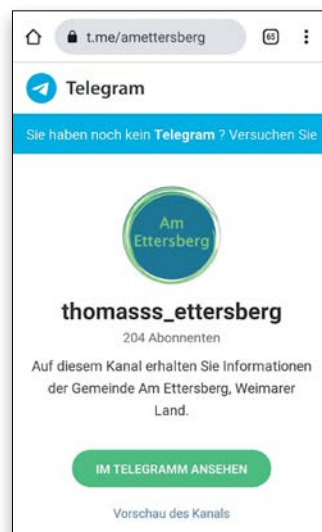 t.me/amettersberg
65
Telegram
Sie haben noch kein Telegram ? Versuchen Sie
Am
Ettersberg
thomasss_ettersberg
204 Abonnenten
Auf diesem Kanal erhalten Sie Informationen
der Gemeinde Am Ettersberg, Weimarer
Land.
IM TELEGRAMM ANSEHEN
Vorschau des Kanals